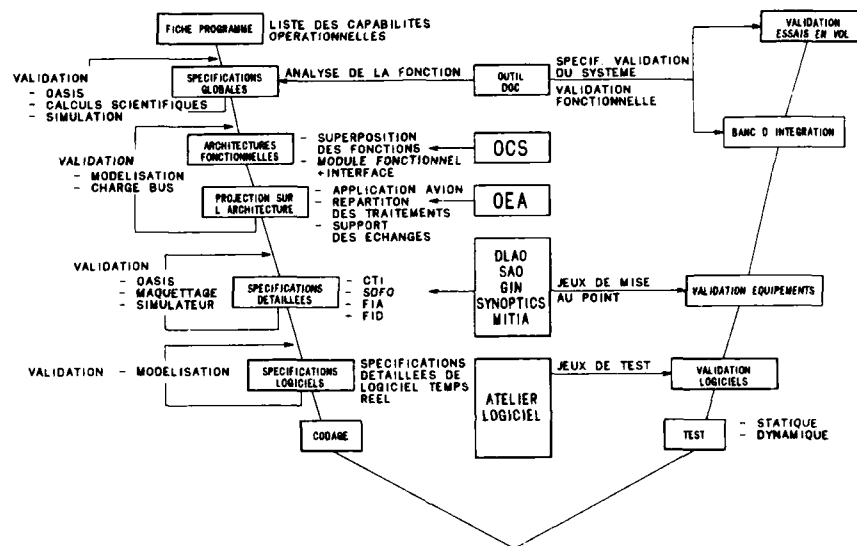 FICHE PROGRAMME
LISTE DES CAPABILITES
OPERATIONNELLES
VALIDATION
ESSAIS EN VOL
VALIDATION
- OASIS
- CALCULS SCIENTIFIQUES
- SIMULATION
SPECIFICATIONS
GLOBALES
ANALYSE DE LA FONCTION
OUTIL
DOC
SPECIF. VALIDATION
DU SYSTEME
VALIDATION
FONCTIONNELLE
BANC D INTEGRATION
VALIDATION
- MODELISATION
- CHARGE BUS
ARCHITECTURES
FONCTIONNELLES
- SUPERPOSITION
DES FONCTIONS
- MODULE FONCTIONNEL
+INTERFACE
OCS
PROJECTION SUR
L ARCHITECTURE
- APPLICATION AVION
- REPARTITON
DES TRAITEMENTS
- SUPPORT
DES ECHANGES
OEA
VALIDATION
- OASIS
- MAQUETTAGE
- SIMULATEUR
SPECIFICATIONS
DETAILLEES
- CTI
- SDFO
- FIA
- FID
DLAO
SAO
GIN
SYNOPTICS
MITIA
JEUX DE MISE
AU POINT
VALIDATION EQUIPEMENTS
VALIDATION - MODELISATION
SPECIFICATIONS
LOGICIELS
SPECIFICATIONS
DETAILLEES DE
LOGICIEL TEMPS
REEL
ATELIER
LOGICIEL
JEUX DE TEST
VALIDATION
LOGICIELS
CODAGE
TEST
- STATIQUE
- DYNAMIQUE